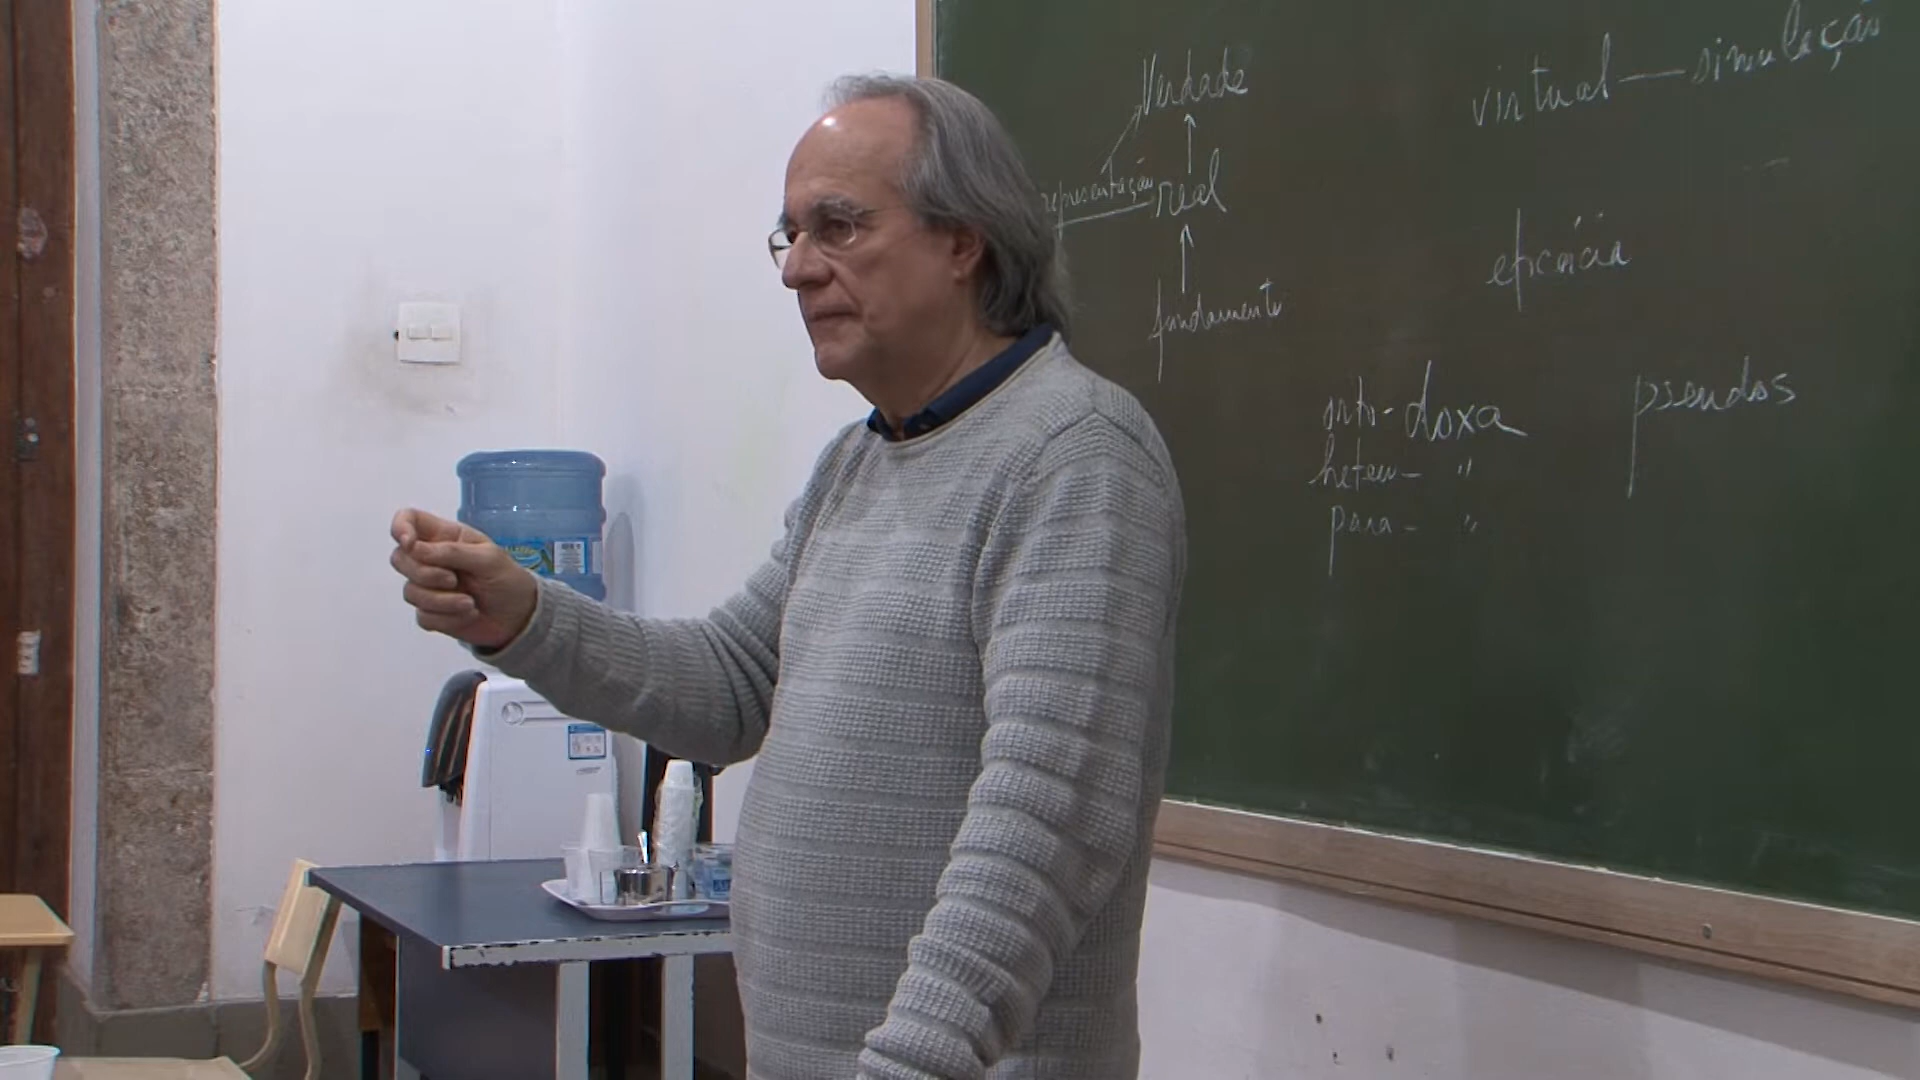 Verdade
representação real
fundamento
virtual — simulação
eficácia
orto-doxa
hetero- "
para- "
pseudos